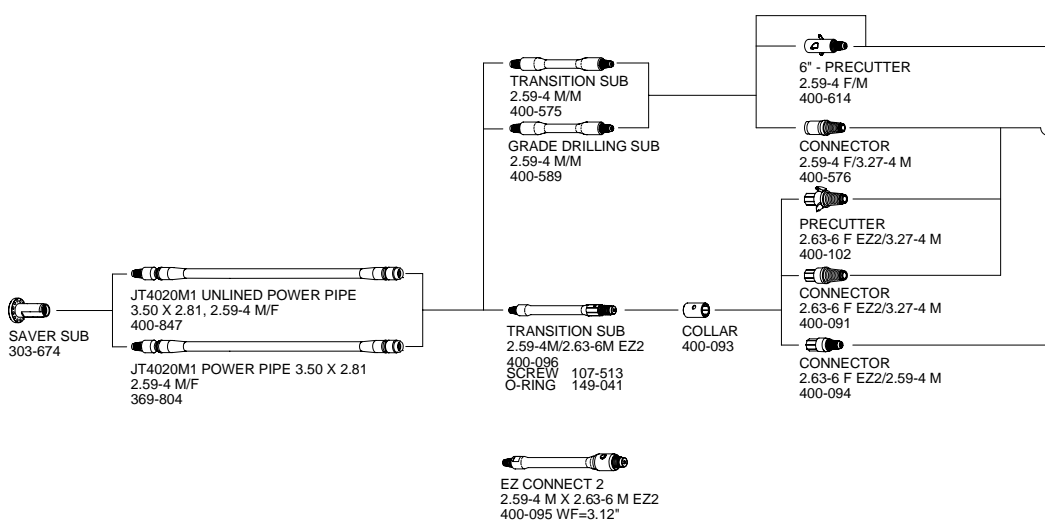 SAVER SUB
303-674
JT4020M1 UNLINED POWER PIPE
3.50 X 2.81, 2.59-4 M/F
400-847
JT4020M1 POWER PIPE 3.50 X 2.81
2.59-4 M/F
369-804
TRANSITION SUB
2.59-4 M/M
400-575
GRADE DRILLING SUB
2.59-4 M/M
400-589
TRANSITION SUB
2.59-4M/2.63-6M EZ2
400-096
SCREW 107-513
O-RING 149-041
EZ CONNECT 2
2.59-4 M X 2.63-6 M EZ2
400-095 WF=3.12"
COLLAR
400-093
6" - PRECUTTER
2.59-4 F/M
400-614
CONNECTOR
2.59-4 F/3.27-4 M
400-576
PRECUTTER
2.63-6 F EZ2/3.27-4 M
400-102
CONNECTOR
2.63-6 F EZ2/3.27-4 M
400-091
CONNECTOR
2.63-6 F EZ2/2.59-4 M
400-094